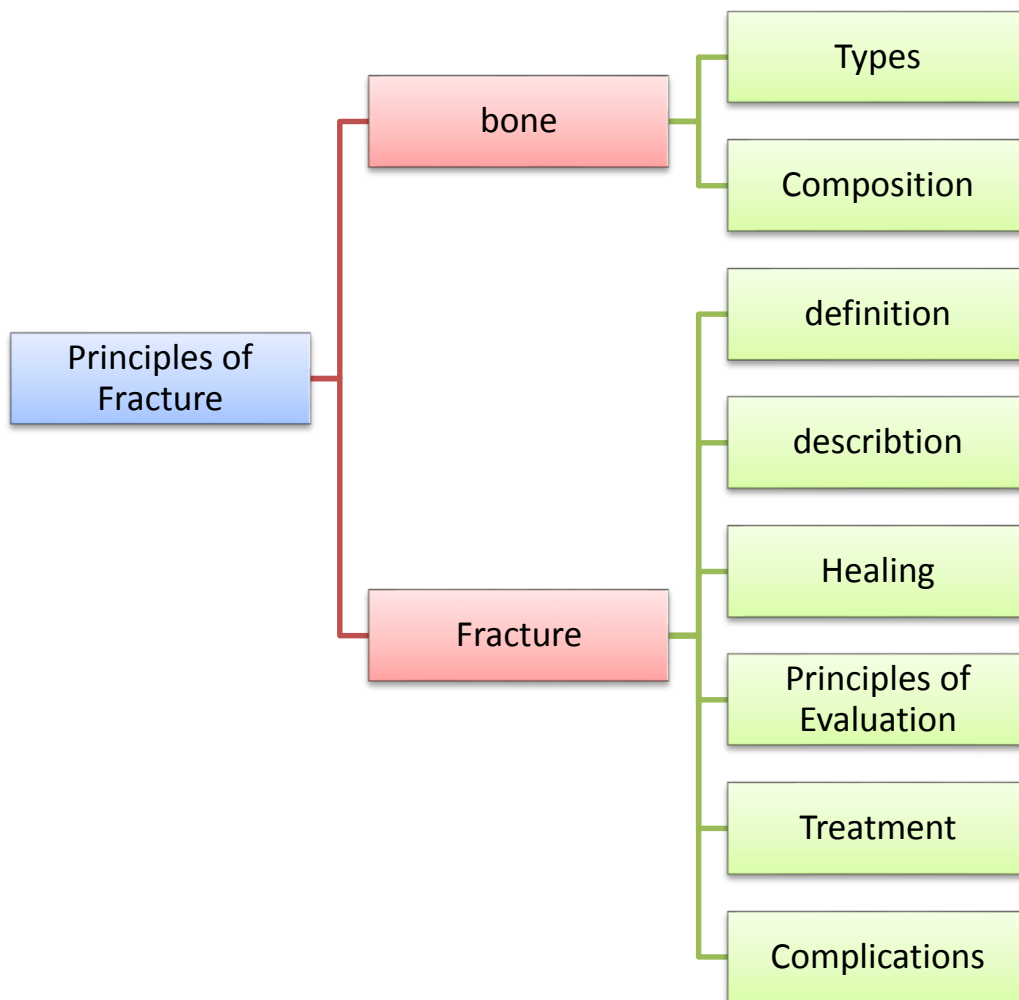 Principles of
Fracture
bone
Types
Composition
Fracture
definition
describtion
Healing
Principles of
Evaluation
Treatment
Complications